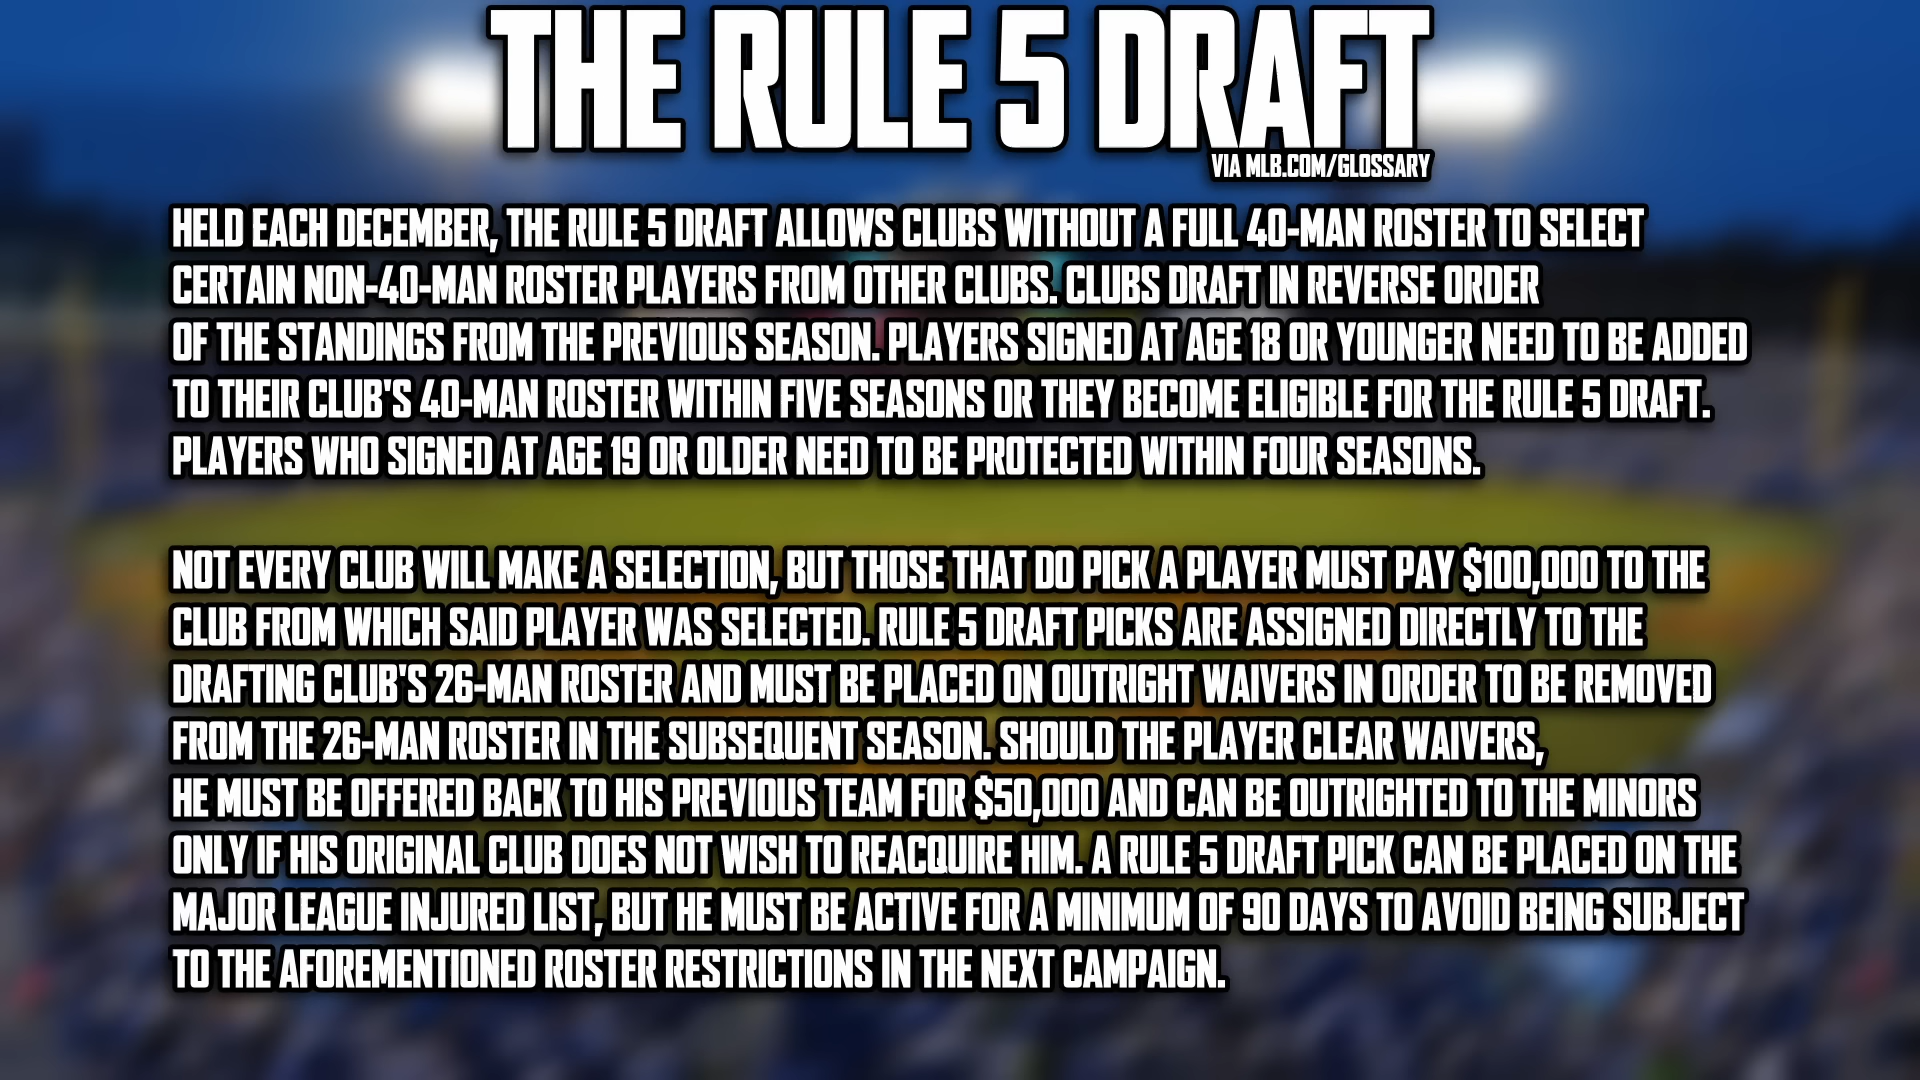 THE RULE 5 DRAFT
VIA MLB.COM/GLOSSARY
HELD EACH DECEMBER, THE RULE 5 DRAFT ALLOWS CLUBS WITHOUT A FULL 40-MAN ROSTER TO SELECT
CERTAIN NON-40-MAN ROSTER PLAYERS FROM OTHER CLUBS. CLUBS DRAFT IN REVERSE ORDER
OF THE STANDINGS FROM THE PREVIOUS SEASON. PLAYERS SIGNED AT AGE 18 OR YOUNGER NEED TO BE ADDED
TO THEIR CLUB'S 40-MAN ROSTER WITHIN FIVE SEASONS OR THEY BECOME ELIGIBLE FOR THE RULE 5 DRAFT.
PLAYERS WHO SIGNED AT AGE 19 OR OLDER NEED TO BE PROTECTED WITHIN FOUR SEASONS.
NOT EVERY CLUB WILL MAKE A SELECTION, BUT THOSE THAT DO PICK A PLAYER MUST PAY $100,000 TO THE
CLUB FROM WHICH SAID PLAYER WAS SELECTED. RULE 5 DRAFT PICKS ARE ASSIGNED DIRECTLY TO THE
DRAFTING CLUB'S 26-MAN ROSTER AND MUST BE PLACED ON OUTRIGHT WAIVERS IN ORDER TO BE REMOVED
FROM THE 26-MAN ROSTER IN THE SUBSEQUENT SEASON. SHOULD THE PLAYER CLEAR WAIVERS,
HE MUST BE OFFERED BACK TO HIS PREVIOUS TEAM FOR $50,000 AND CAN BE OUTRIGHTED TO THE MINORS
ONLY IF HIS ORIGINAL CLUB DOES NOT WISH TO REACQUIRE HIM. A RULE 5 DRAFT PICK CAN BE PLACED ON THE
MAJOR LEAGUE INJURED LIST, BUT HE MUST BE ACTIVE FOR A MINIMUM OF 90 DAYS TO AVOID BEING SUBJECT
TO THE AFOREMENTIONED ROSTER RESTRICTIONS IN THE NEXT CAMPAIGN.